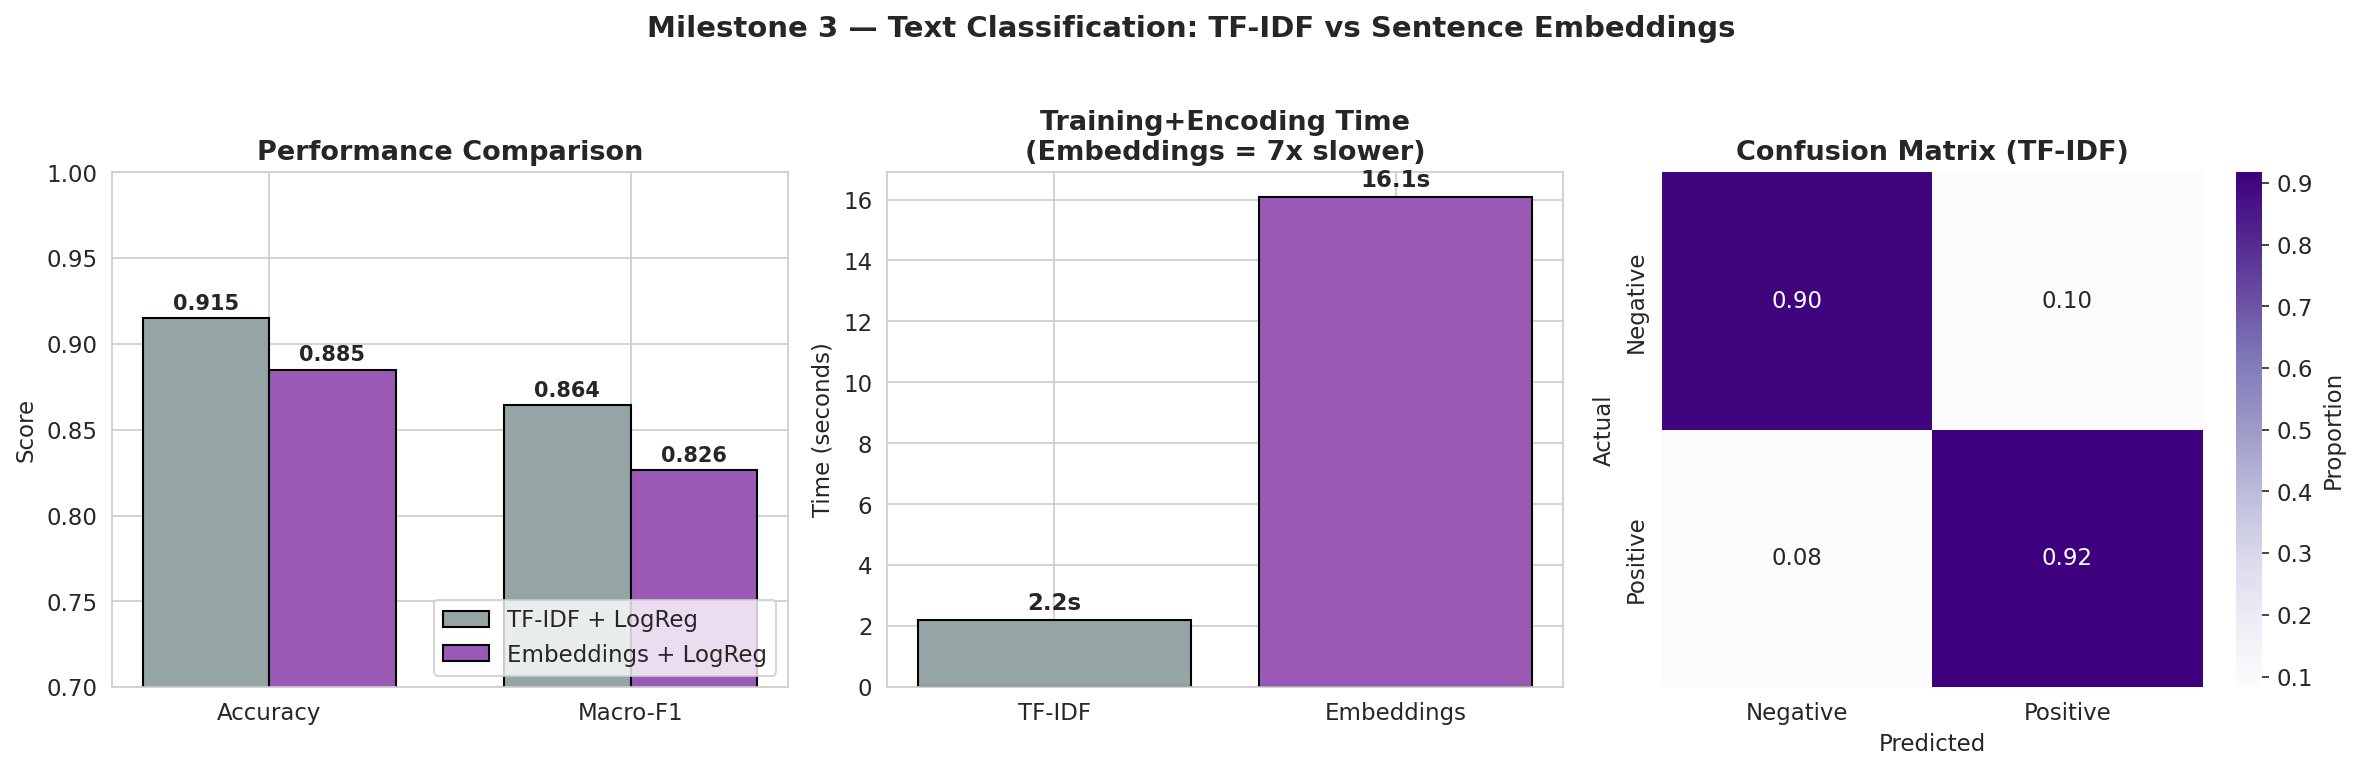 Milestone 3 — Text Classification: TF-IDF vs Sentence Embeddings
Performance Comparison
Score
1.00
0.95
0.90
0.85
0.80
0.75
0.70
0.915
0.885
0.864
0.826
TF-IDF + LogReg
Embeddings + LogReg
Accuracy
Macro-F1
Training+Encoding Time
(Embeddings = 7x slower)
Time (seconds)
16
14
12
10
8
6
4
2
0
2.2s
16.1s
TF-IDF
Embeddings
Confusion Matrix (TF-IDF)
Actual
Negative
Positive
0.90
0.10
0.08
0.92
Negative
Positive
Predicted
0.9
0.8
0.7
0.6
0.5
0.4
0.3
0.2
0.1
Proportion